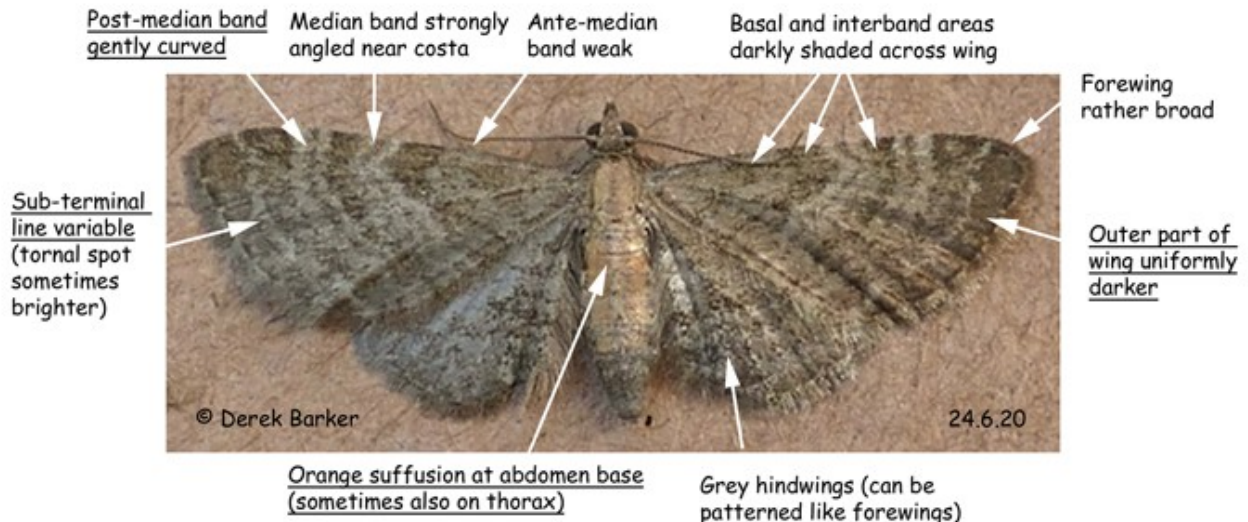 Post-median band
gently curved
Median band strongly
angled near costa
Ante-median
band weak
Basal and interband areas
darkly shaded across wing
Forewing
rather broad
Sub-terminal
line variable
(tornal spot
sometimes
brighter)
Outer part of
wing uniformly
darker
© Derek Barker
24.6.20
Orange suffusion at abdomen base
(sometimes also on thorax)
Grey hindwings (can be
patterned like forewings)